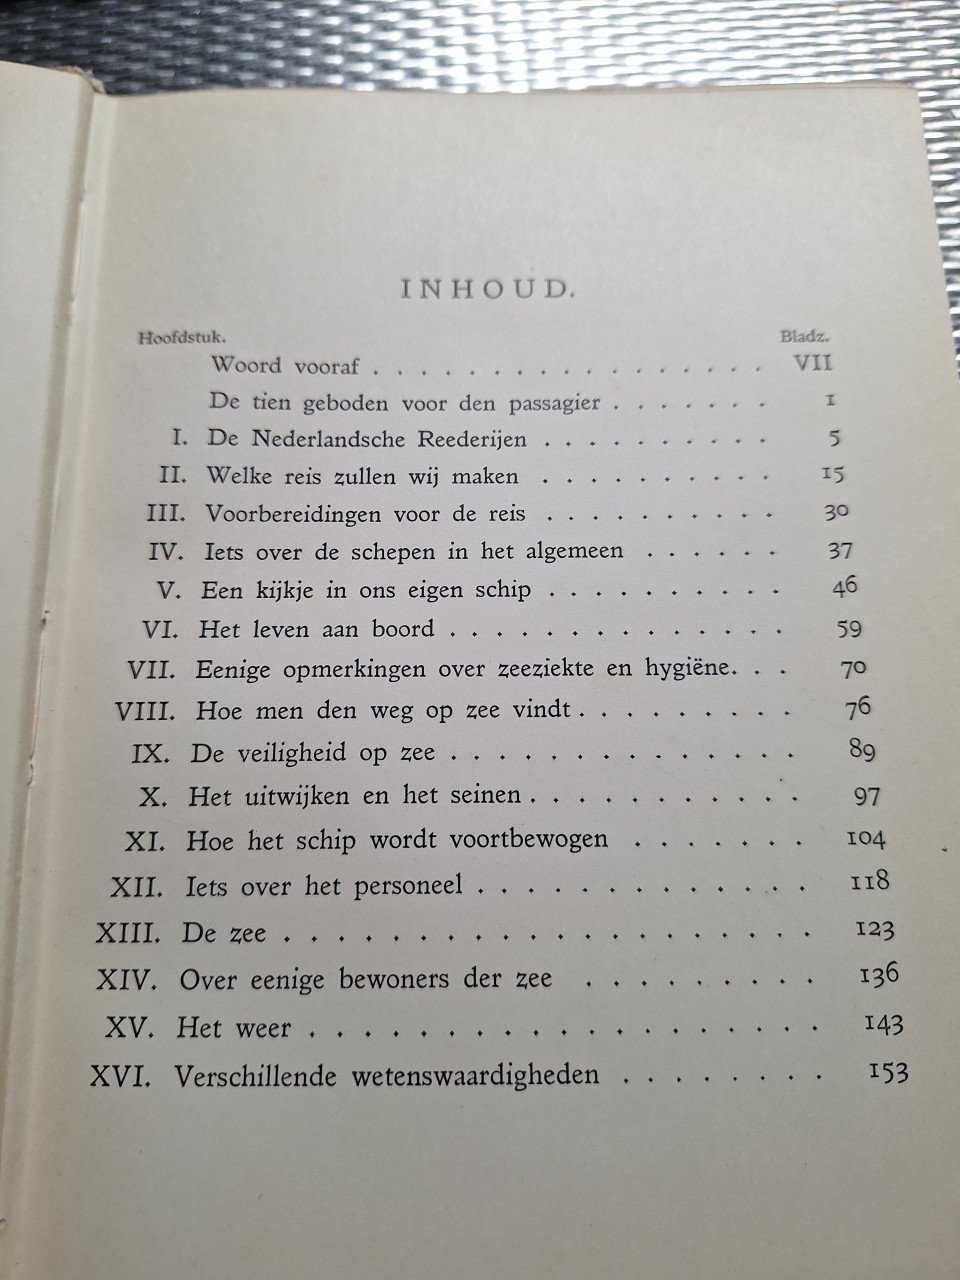 INHOUD.
Hoofdstuk. Bladz.
Woord vooraf . . . . . . . . . . . . . . . . . VII
De tien geboden voor den passagier . . . . . . . 1
I. De Nederlandsche Reederijen . . . . . . . . . . 5
II. Welke reis zullen wij maken . . . . . . . . . . 15
III. Voorbereidingen voor de reis . . . . . . . . . . 30
IV. Iets over de schepen in het algemeen . . . . . . 37
V. Een kijkje in ons eigen schip . . . . . . . . . . 46
VI. Het leven aan boord . . . . . . . . . . . . . . 59
VII. Eenige opmerkingen over zeeziekte en hygiëne. . . 70
VIII. Hoe men den weg op zee vindt . . . . . . . . . 76
IX. De veiligheid op zee . . . . . . . . . . . . . . 89
X. Het uitwijken en het seinen . . . . . . . . . . . 97
XI. Hoe het schip wordt voortbewogen . . . . . . . 104
XII. Iets over het personeel . . . . . . . . . . . . . 118
XIII. De zee . . . . . . . . . . . . . . . . . . . . 123
XIV. Over eenige bewoners der zee . . . . . . . . . 136
XV. Het weer . . . . . . . . . . . . . . . . . . . 143
XVI. Verschillende wetenswaardigheden . . . . . . . . 153